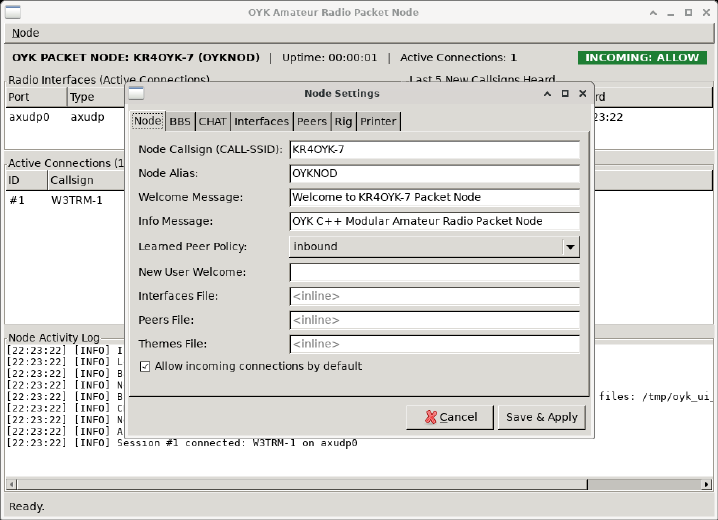 OYK Amateur Radio Packet Node
Node
OYK PACKET NODE: KR4OYK-7 (OYKNOD) | Uptime: 00:00:01 | Active Connections: 1 INCOMING: ALLOW
Radio Interfaces (Active Connections) Last 5 New Callsigns Heard
Port Type
axudp0 axudp 23:22
Active Connections (1
ID Callsign
#1 W3TRM-1
Node Settings
Node BBS CHAT Interfaces Peers Rig Printer
Node Callsign (CALL-SSID): KR4OYK-7
Node Alias: OYKNOD
Welcome Message: Welcome to KR4OYK-7 Packet Node
Info Message: OYK C++ Modular Amateur Radio Packet Node
Learned Peer Policy: inbound
New User Welcome:
Interfaces File: <inline>
Peers File: <inline>
Themes File: <inline>
Allow incoming connections by default
Cancel Save & Apply
Node Activity Log
[22:23:22] [INFO] I
[22:23:22] [INFO] L
[22:23:22] [INFO] B
[22:23:22] [INFO] N
[22:23:22] [INFO] B files: /tmp/oyk_ui_
[22:23:22] [INFO] C
[22:23:22] [INFO] N
[22:23:22] [INFO] A
[22:23:22] [INFO] Session #1 connected: W3TRM-1 on axudp0
Ready.